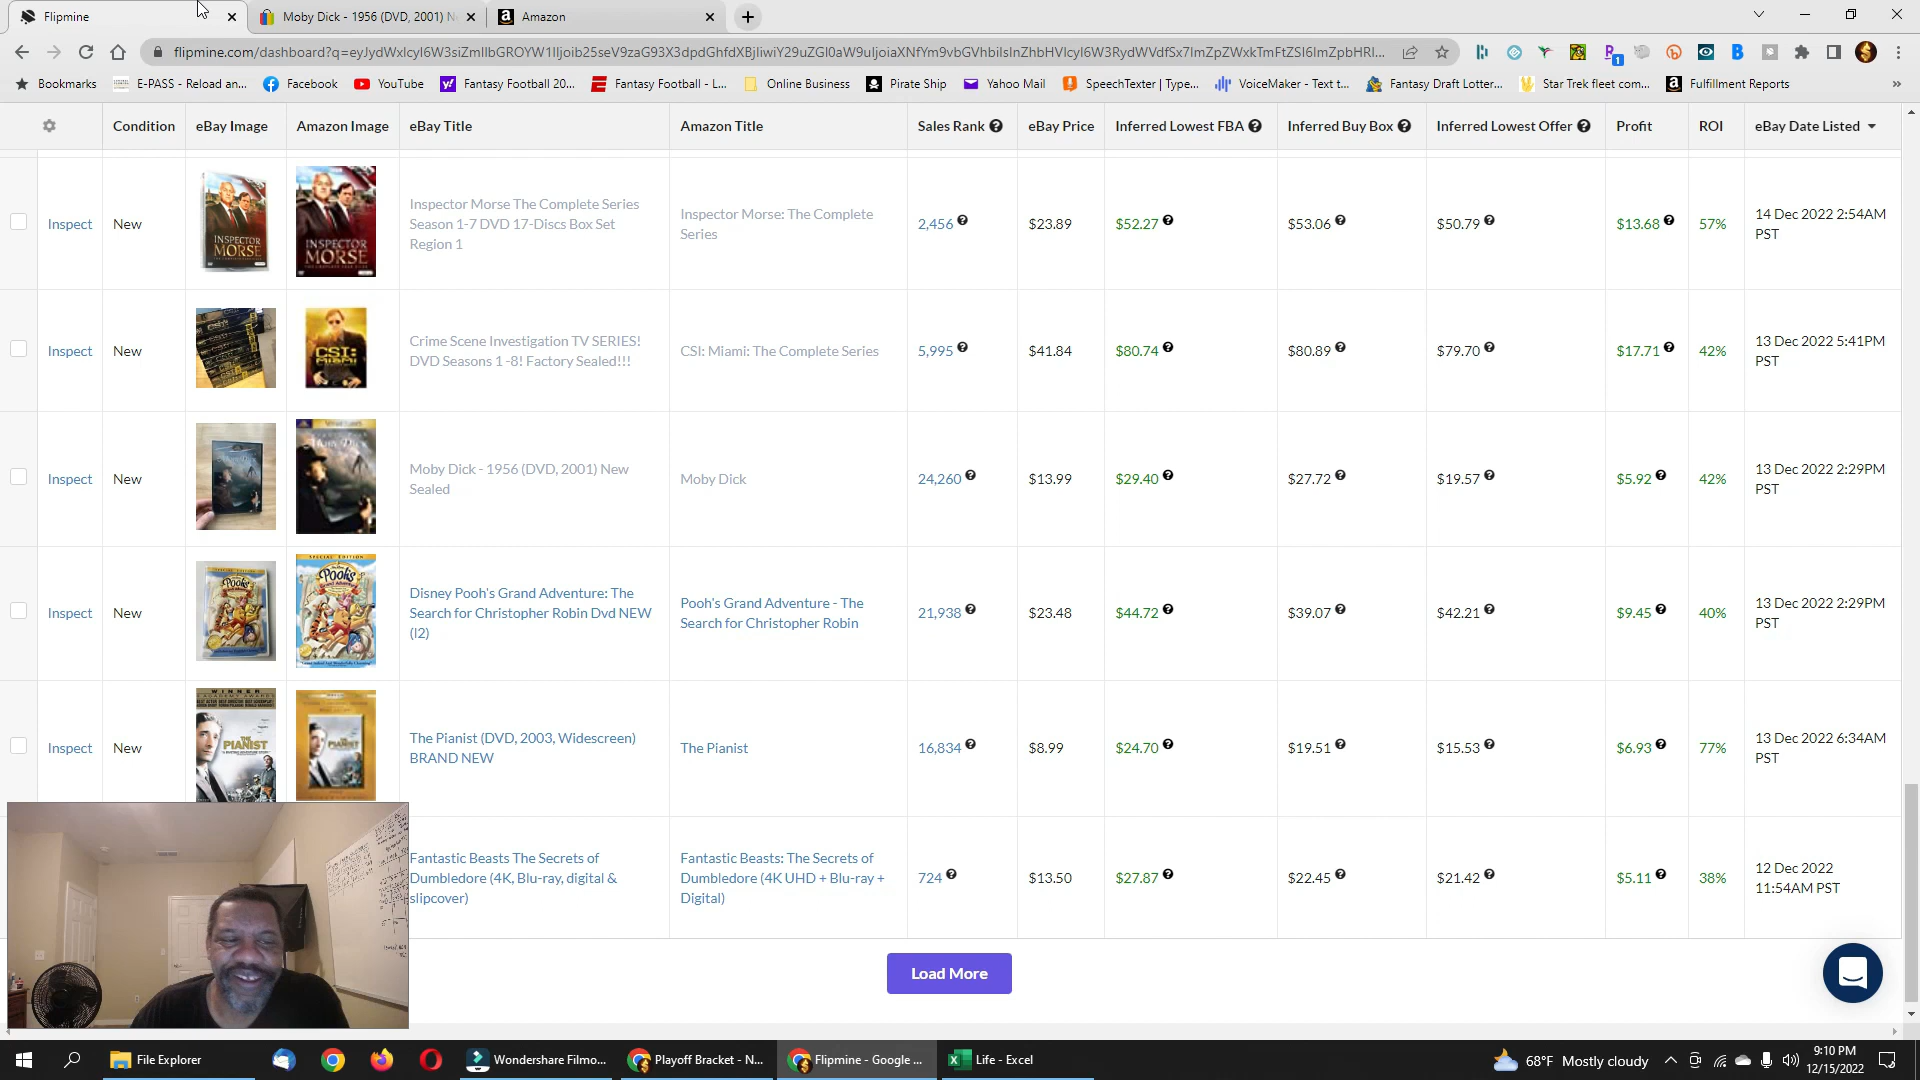 Flipmine
Moby Dick - 1956 (DVD, 2001) N
Amazon
flipmine.com/dashboard?q=
Bookmarks
E-PASS - Reload an...
Facebook
YouTube
Fantasy Football 20...
Fantasy Football - L...
Online Business
Pirate Ship
Yahoo Mail
SpeechTexter | Type...
VoiceMaker - Text t...
Fantasy Draft Lotter...
Star Trek fleet com...
Fulfillment Reports
Condition
eBay Image
Amazon Image
eBay Title
Amazon Title
Sales Rank
eBay Price
Inferred Lowest FBA
Inferred Buy Box
Inferred Lowest Offer
Profit
ROI
eBay Date Listed
Inspect
New
INSPECTOR
MORSE
INSPECTOR
MORSE
Inspector Morse The Complete Series
Season 1-7 DVD 17-Discs Box Set
Region 1
Inspector Morse: The Complete
Series
2,456
$23.89
$52.27
$53.06
$50.79
$13.68
57%
14 Dec 2022 2:54AM
PST
Inspect
New
CSI:
Crime Scene Investigation TV SERIES!
DVD Seasons 1 -8! Factory Sealed!!!
CSI: Miami: The Complete Series
5,995
$41.84
$80.74
$80.89
$79.70
$17.71
42%
13 Dec 2022 5:41PM
PST
Inspect
New
Moby Dick
Moby Dick - 1956 (DVD, 2001) New
Sealed
Moby Dick
24,260
$13.99
$29.40
$27.72
$19.57
$5.92
42%
13 Dec 2022 2:29PM
PST
Inspect
New
Pooh's
SPECIAL EDITION
Pooh's
Disney Pooh's Grand Adventure: The
Search for Christopher Robin Dvd NEW
(I2)
Pooh's Grand Adventure - The
Search for Christopher Robin
21,938
$23.48
$44.72
$39.07
$42.21
$9.45
40%
13 Dec 2022 2:29PM
PST
Inspect
New
WINNER
THE
PIANIST
PIANIST
The Pianist (DVD, 2003, Widescreen)
BRAND NEW
The Pianist
16,834
$8.99
$24.70
$19.51
$15.53
$6.93
77%
13 Dec 2022 6:34AM
PST
Fantastic Beasts The Secrets of
Dumbledore (4K, Blu-ray, digital &
slipcover)
Fantastic Beasts: The Secrets of
Dumbledore (4K UHD + Blu-ray +
Digital)
724
$13.50
$27.87
$22.45
$21.42
$5.11
38%
12 Dec 2022
11:54AM PST
Load More
File Explorer
Wondershare Filmo...
Playoff Bracket - N...
Flipmine - Google ...
Life - Excel
68°F Mostly cloudy
9:10 PM
12/15/2022